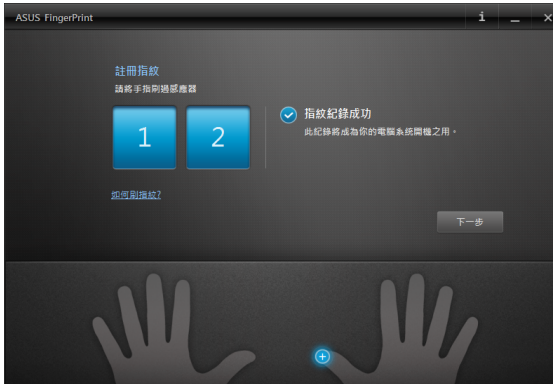 ASUS FingerPrint
註冊指紋
請將手指刷過感應器
1 2
指紋紀錄成功
此紀錄將成為你的電腦系統開機之用。
如何刷指紋?
下一步